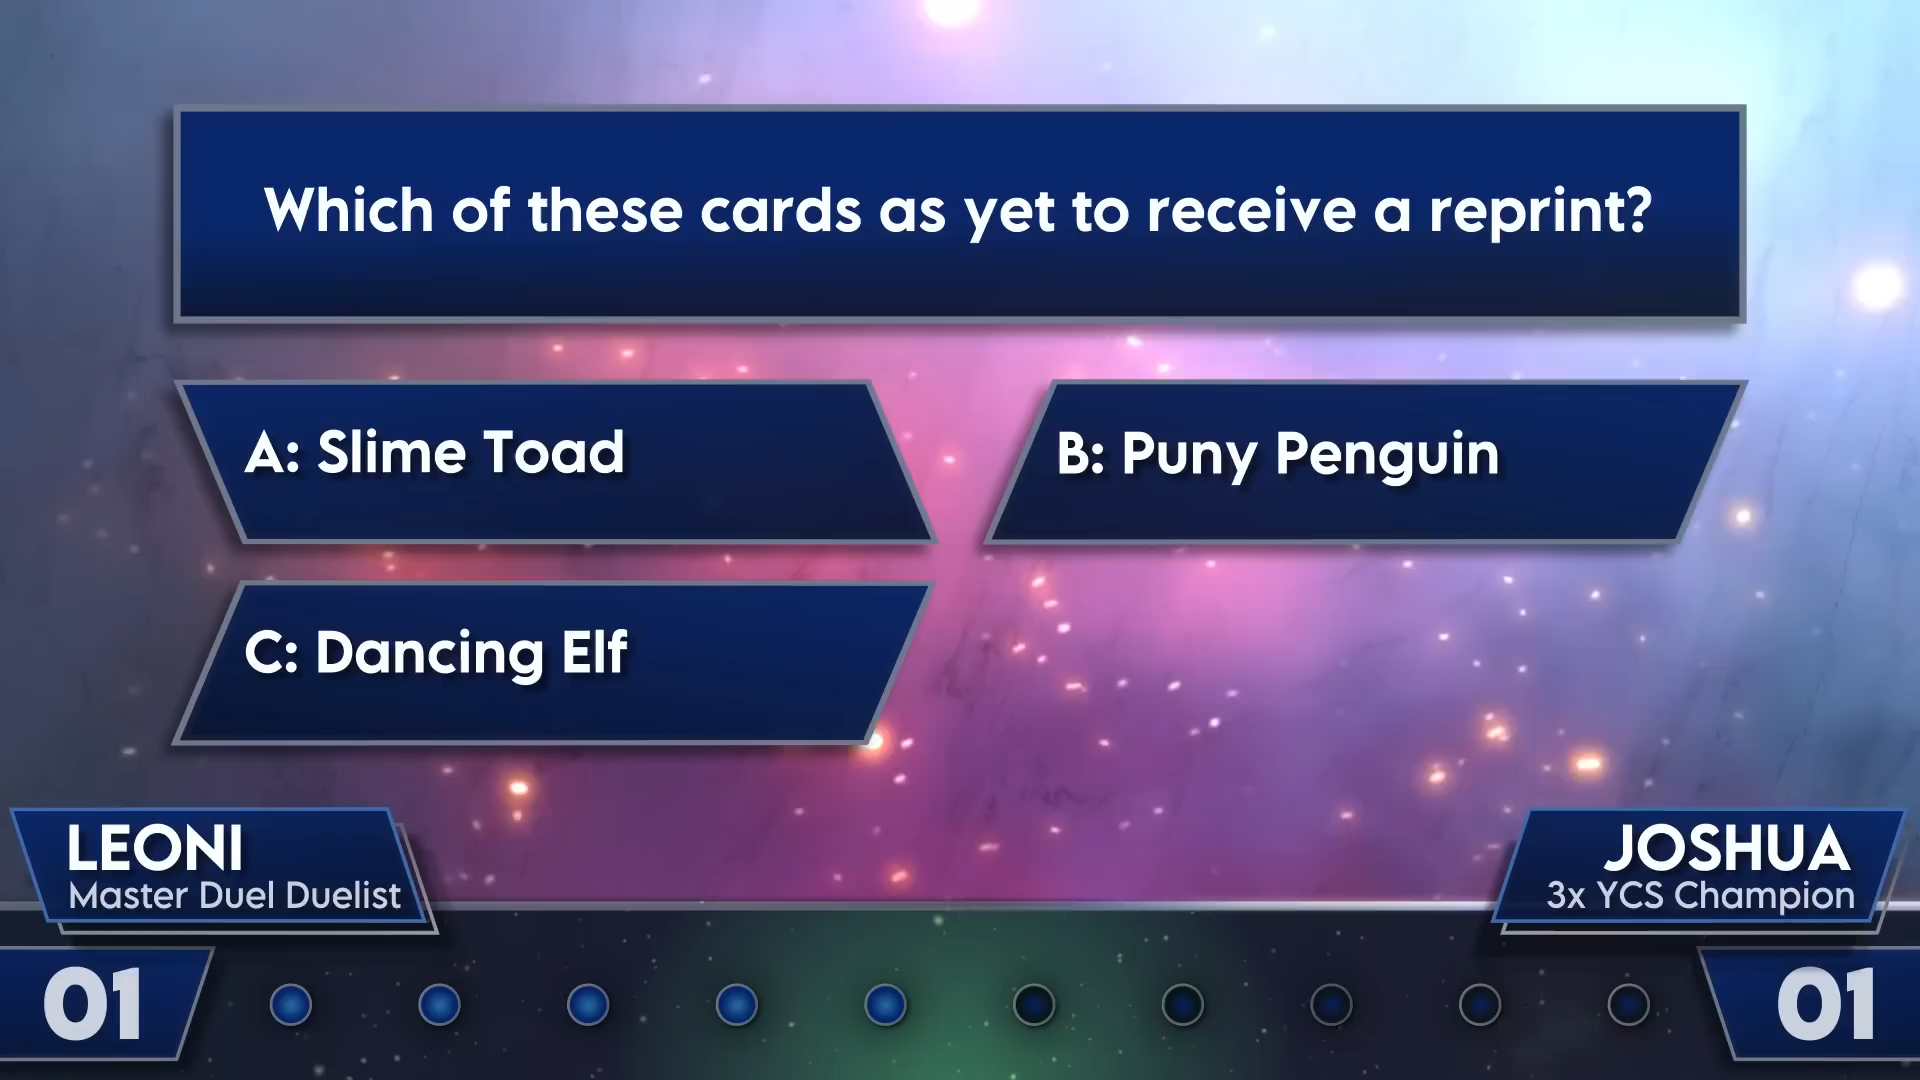 Which of these cards as yet to receive a reprint?
A: Slime Toad
B: Puny Penguin
C: Dancing Elf
LEONI
Master Duel Duelist
JOSHUA
3x YCS Champion
01
01